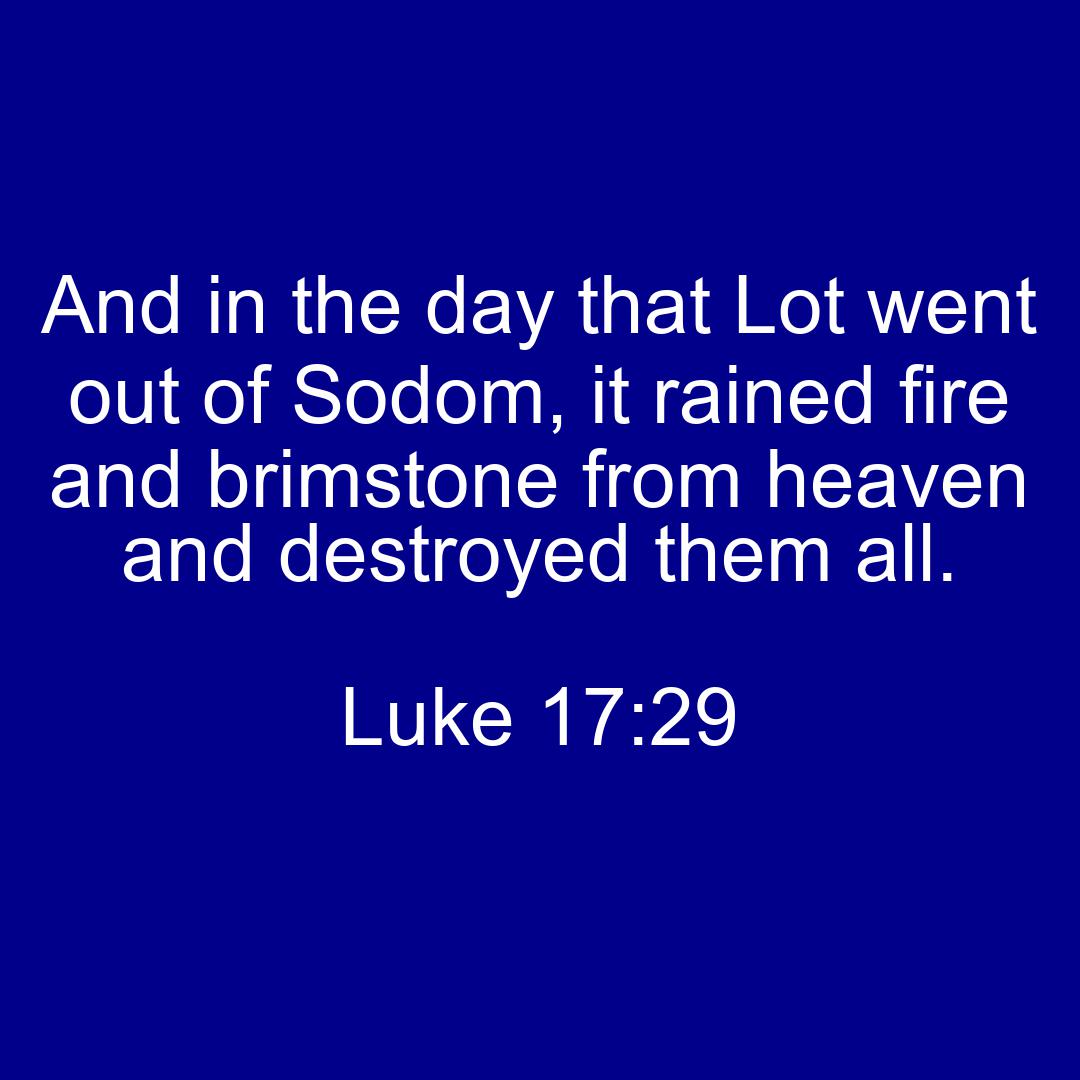 And in the day that Lot went
out of Sodom, it rained fire
and brimstone from heaven
and destroyed them all.
Luke 17:29